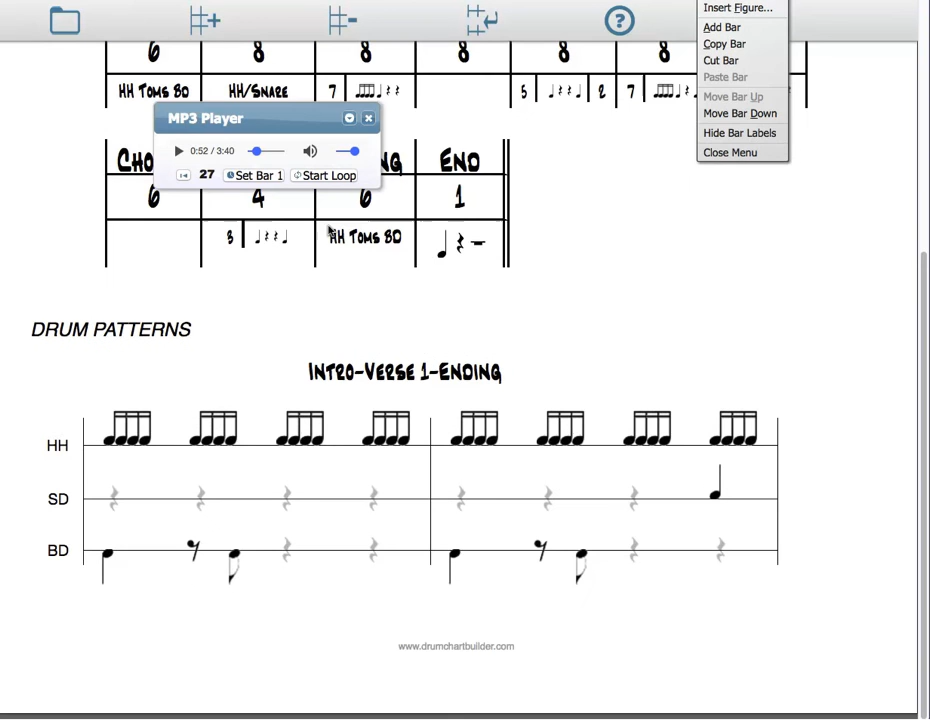 Insert Figure...
Add Bar
Copy Bar
Cut Bar
Paste Bar
Move Bar Up
Move Bar Down
Hide Bar Labels
Close Menu
6 8 8 8 8 8
HH Toms BD HH/Snare 7 5 2 7
MP3 Player
0:52 / 3:40
27 Set Bar 1 Start Loop
End
6 4 6 1
3 HH Toms BD
DRUM PATTERNS
Intro-Verse 1-Ending
HH
SD
BD
www.drumchartbuilder.com